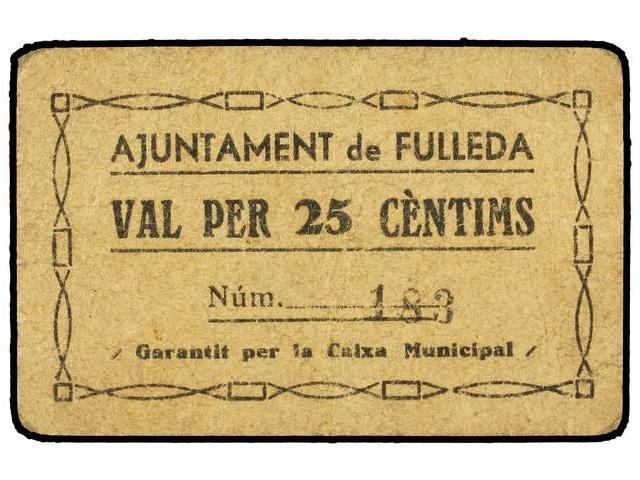 AJUNTAMENT de FULLEDA
VAL PER 25 CÈNTIMS
Núm. 183
Garantit per la Caixa Municipal